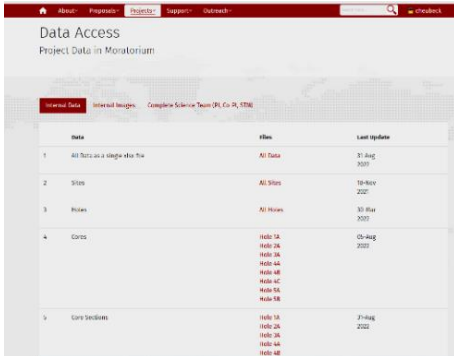 About Proposals Projects Support Outreach cheubeck
Data Access
Project Data in Moratorium
Internal Data Internal Images Complete Science Team (PI, Co PI, STM)
Data Files Last Update
1 All Data as a single xlsx file All Data 31-Aug
2022
2 Sites All Sites 18-Nov
2021
3 Holes All Holes 30-Mar
2022
4 Cores Hole 1A 05-Aug
Hole 2A 2022
Hole 3A
Hole 4A
Hole 4B
Hole 4C
Hole 5A
Hole 5B
5 Core Sections Hole 1A 31-Aug
Hole 2A 2022
Hole 3A
Hole 4A
Hole 4B